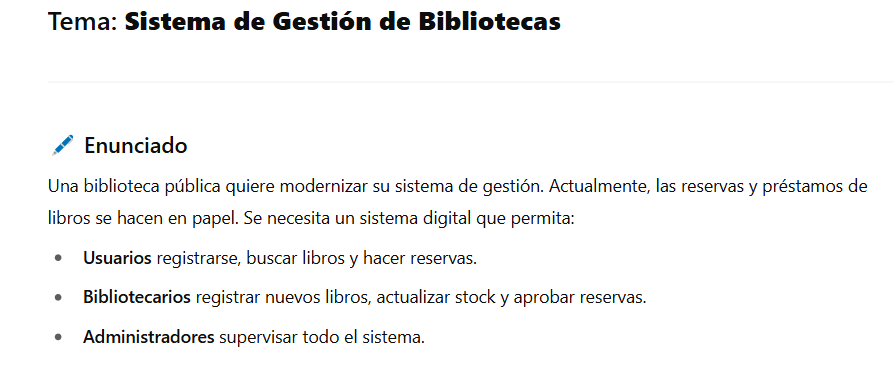 Tema: Sistema de Gestión de Bibliotecas
Enunciado
Una biblioteca pública quiere modernizar su sistema de gestión. Actualmente, las reservas y préstamos de
libros se hacen en papel. Se necesita un sistema digital que permita:
• Usuarios registrarse, buscar libros y hacer reservas.
• Bibliotecarios registrar nuevos libros, actualizar stock y aprobar reservas.
• Administradores supervisar todo el sistema.